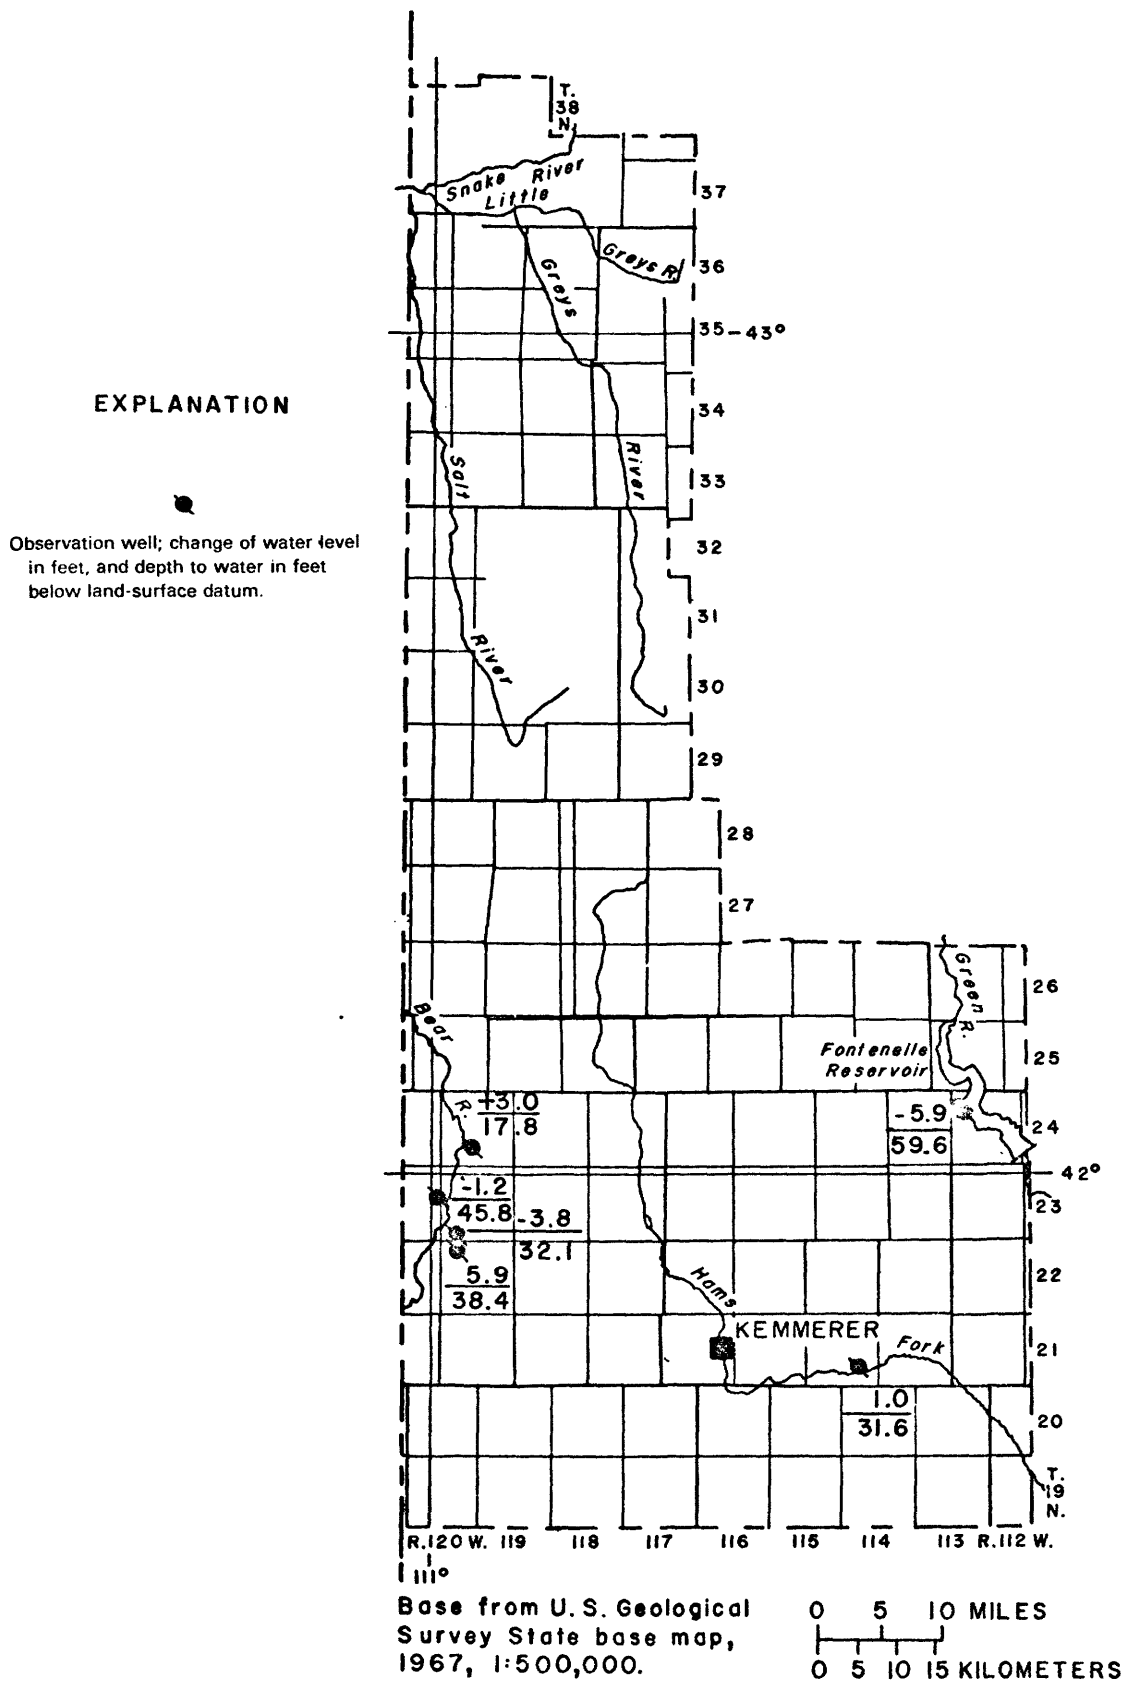 T.
38
N.
Snake River
Little
37
Greys R.
36
Greys
35 – 43°
EXPLANATION
34
River
Salt
33
Observation well; change of water level
in feet, and depth to water in feet
below land-surface datum.
32
31
River
30
29
28
27
Green R.
26
Bear R.
Fontenelle
Reservoir
25
+3.0
17.8
-5.9
59.6
24
42°
-1.2
45.8
23
-3.8
32.1
5.9
38.4
22
Hams
KEMMERER
Fork
21
1.0
31.6
20
T.
19
N.
R.120 W. 119 118 117 116 115 114 113 R.112 W.
111°
Base from U.S. Geological
Survey State base map,
1967, 1:500,000.
0 5 10 MILES
0 5 10 15 KILOMETERS